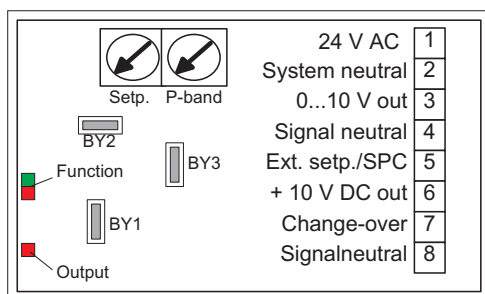 Setp. P-band
BY2
BY3
Function
BY1
Output
24 V AC 1
System neutral 2
0...10 V out 3
Signal neutral 4
Ext. setp./SPC 5
+ 10 V DC out 6
Change-over 7
Signalneutral 8